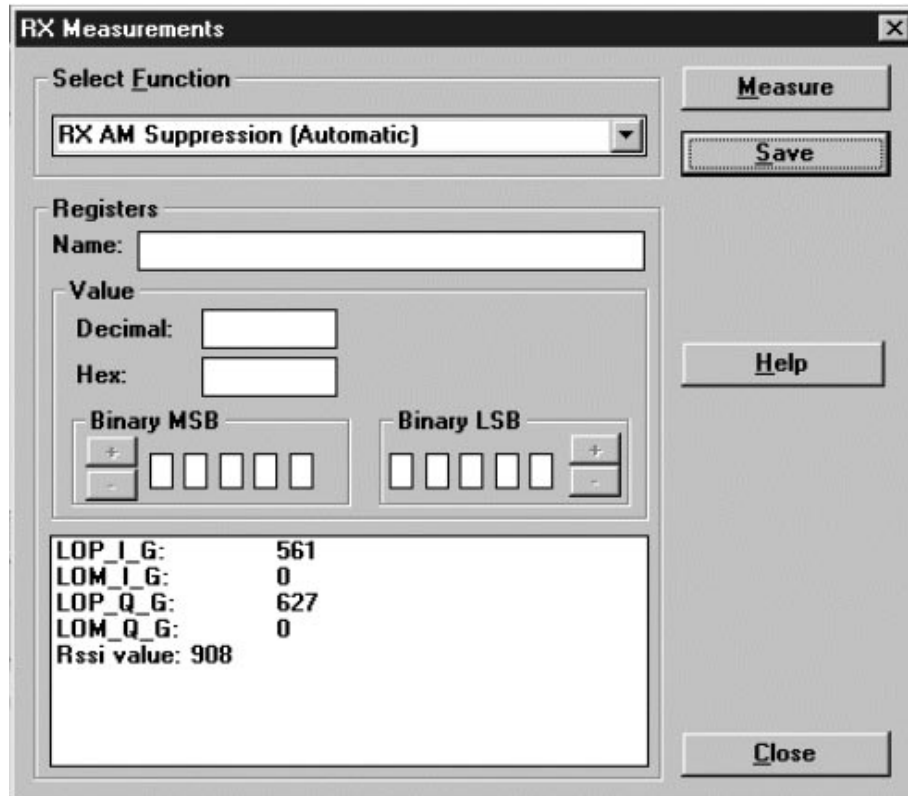 RX Measurements
Select Function
RX AM Suppression (Automatic)
Measure
Save
Registers
Name:
Value
Decimal:
Hex:
Help
Binary MSB
Binary LSB
+
-
+
-
LOP_I_G: 561
LOM_I_G: 0
LOP_Q_G: 627
LOM_Q_G: 0
Rssi value: 908
Close